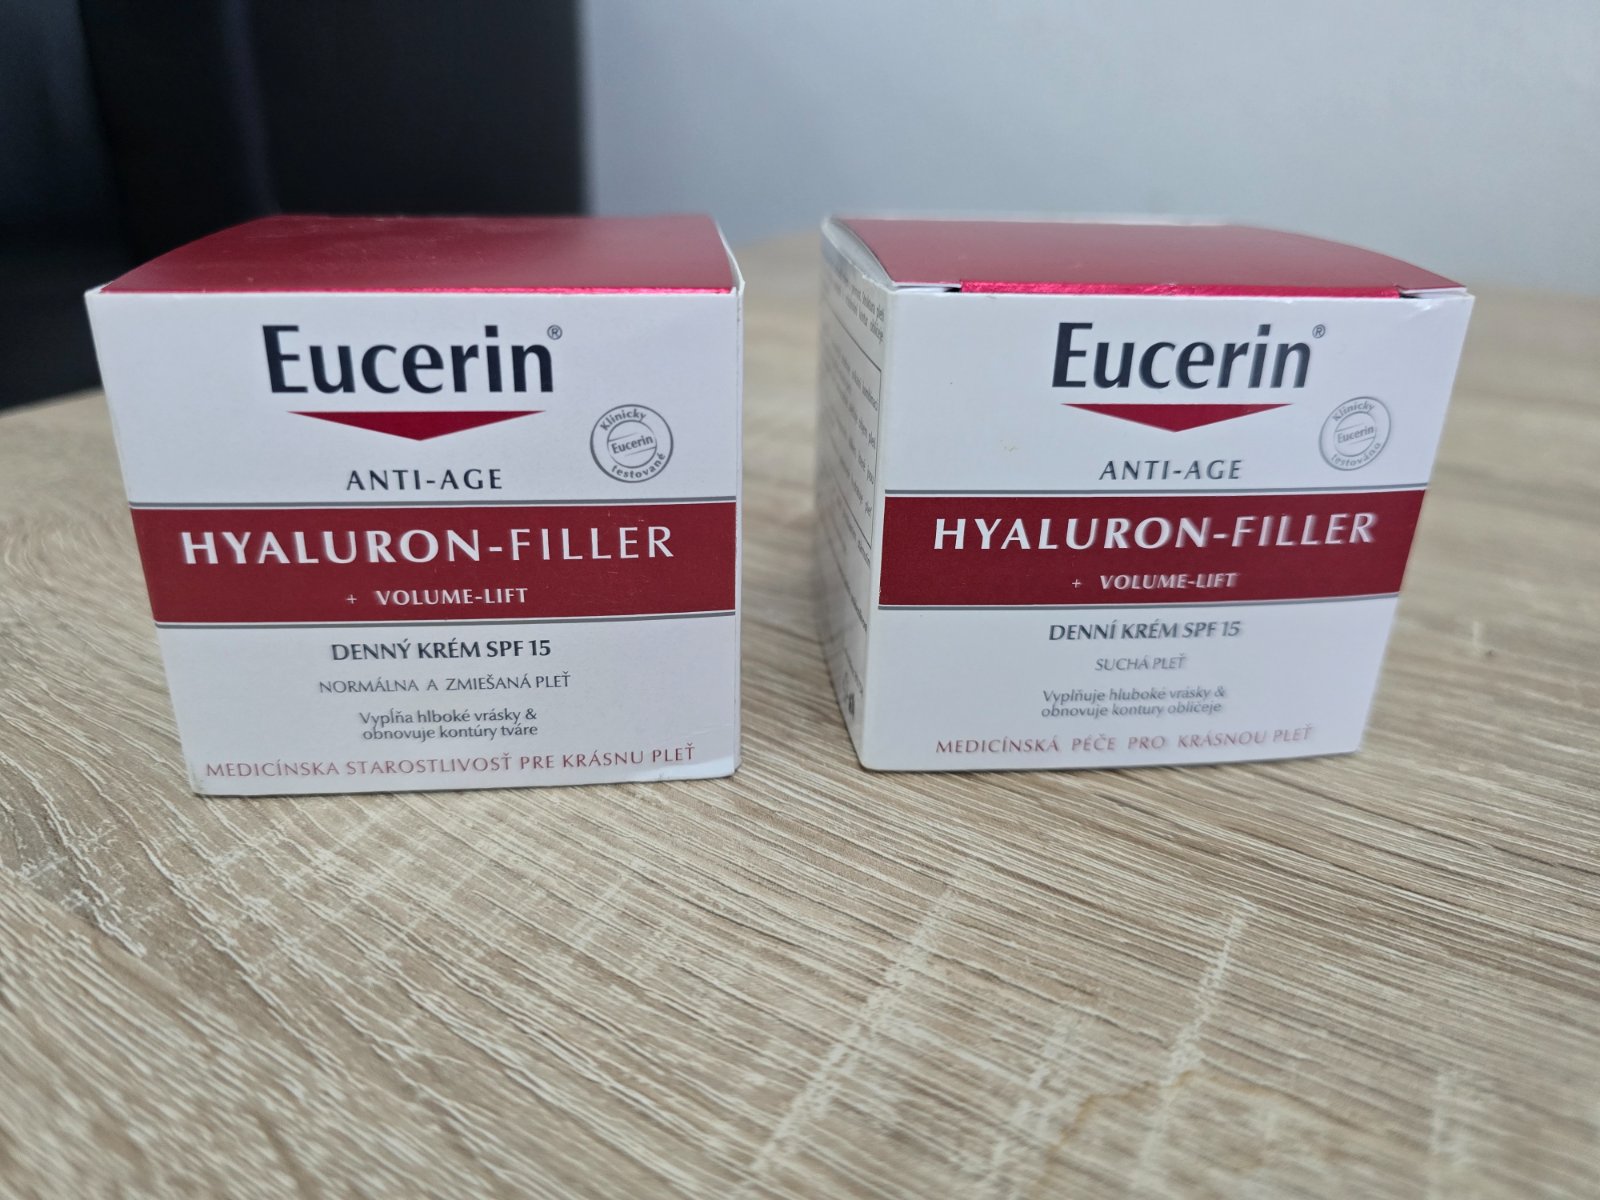 Eucerin®
Klinicky
Eucerin
testované
ANTI-AGE
HYALURON-FILLER
+ VOLUME-LIFT
DENNÝ KRÉM SPF 15
NORMÁLNA A ZMIEŠANÁ PLEŤ
Vypĺňa hlboké vrásky &
obnovuje kontúry tváre
MEDICÍNSKA STAROSTLIVOSŤ PRE KRÁSNU PLEŤ
Eucerin®
Klinicky
Eucerin
testováno
ANTI-AGE
HYALURON-FILLER
+ VOLUME-LIFT
DENNÍ KRÉM SPF 15
SUCHÁ PLEŤ
Vyplňuje hluboké vrásky &
obnovuje kontury obličeje
MEDICÍNSKÁ PÉČE PRO KRÁSNOU PLEŤ